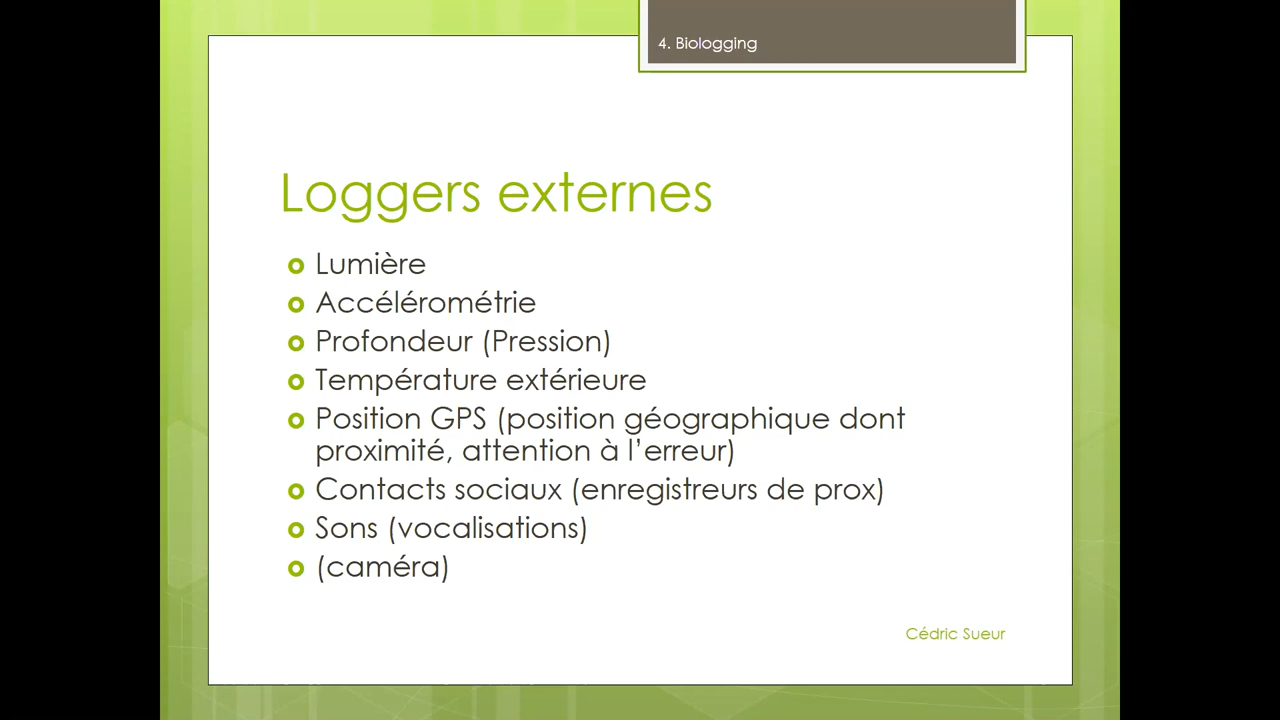 4. Biologging
Loggers externes
Lumière
Accélérométrie
Profondeur (Pression)
Température extérieure
Position GPS (position géographique dont
proximité, attention à l’erreur)
Contacts sociaux (enregistreurs de prox)
Sons (vocalisations)
(caméra)
Cédric Sueur